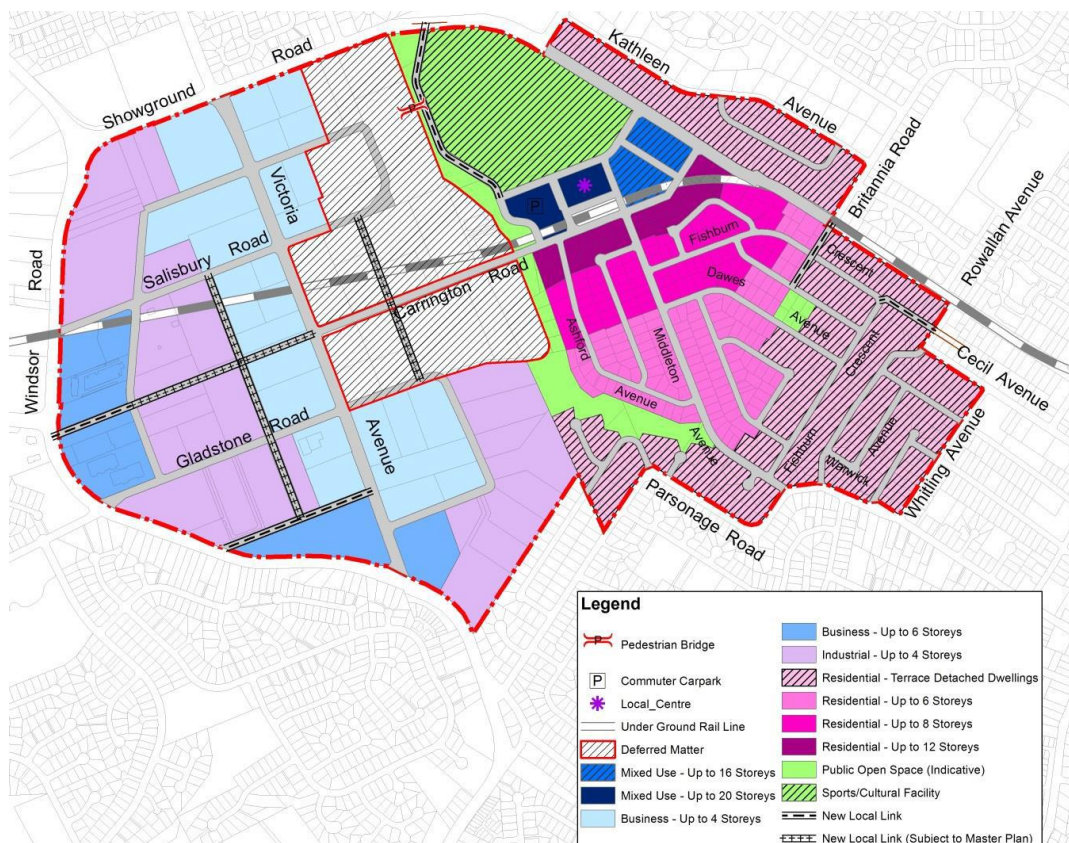 Kathleen
Avenue
Showground
Road
P
Britannia Road
Rowallan Avenue
Victoria
P
Fishburn
Crescent
Salisbury
Road
Carrington
Road
Dawes
Avenue
Windsor
Road
Ashford
Middleton
Crescent
Cecil Avenue
Gladstone
Road
Avenue
Avenue
Avenue
Fishburn
Warwick
Avenue
Whitling Avenue
Parsonage Road
Legend
P
Pedestrian Bridge
P
Commuter Carpark
Local_Centre
Under Ground Rail Line
Deferred Matter
Mixed Use - Up to 16 Storeys
Mixed Use - Up to 20 Storeys
Business - Up to 4 Storeys
Business - Up to 6 Storeys
Industrial - Up to 4 Storeys
Residential - Terrace Detached Dwellings
Residential - Up to 6 Storeys
Residential - Up to 8 Storeys
Residential - Up to 12 Storeys
Public Open Space (Indicative)
Sports/Cultural Facility
New Local Link
New Local Link (Subject to Master Plan)